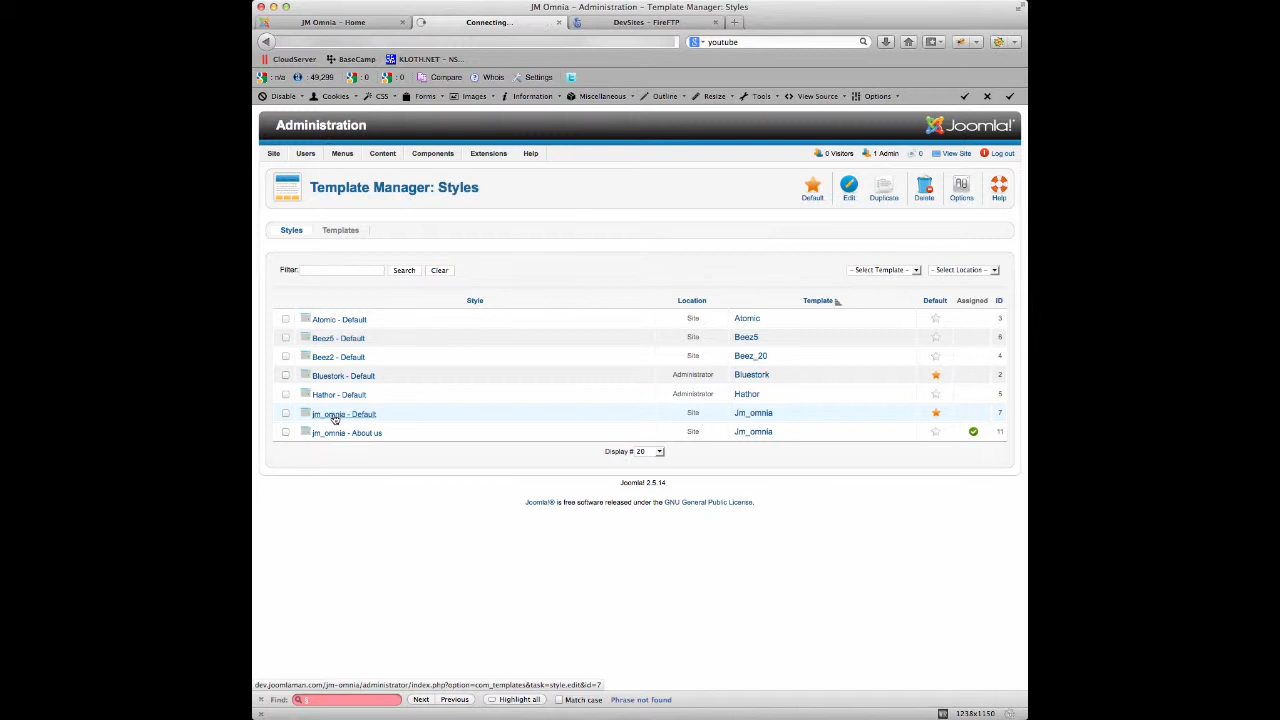 JM Omnia - Administration - Template Manager: Styles
JM Omnia - Home
Connecting...
DevSites - FireFTP
youtube
CloudServer BaseCamp KLOTH.NET - NS...
: n/a : 49,299 : 0 : 0 Compare Whois Settings
Disable Cookies CSS Forms Images Information Miscellaneous Outline Resize Tools View Source Options
Administration
Joomla!
Site Users Menus Content Components Extensions Help
0 Visitors 1 Admin 0 View Site Log out
Template Manager: Styles
Default Edit Duplicate Delete Options Help
Styles Templates
Filter: Search Clear
- Select Template - - Select Location -
Style Location Template Default Assigned ID
Atomic - Default Site Atomic 3
Beez5 - Default Site Beez5 6
Beez2 - Default Site Beez_20 4
Bluestork - Default Administrator Bluestork 2
Hathor - Default Administrator Hathor 5
jm_omnia - Default Site Jm_omnia 7
jm_omnia - About us Site Jm_omnia 11
Display # 20
Joomla! 2.5.14
Joomla!® is free software released under the GNU General Public License.
dev.joomlaman.com/jm-omnia/administrator/index.php?option=com_templates&task=style.edit&id=7
Find: Next Previous Highlight all Match case Phrase not found
1238x1150